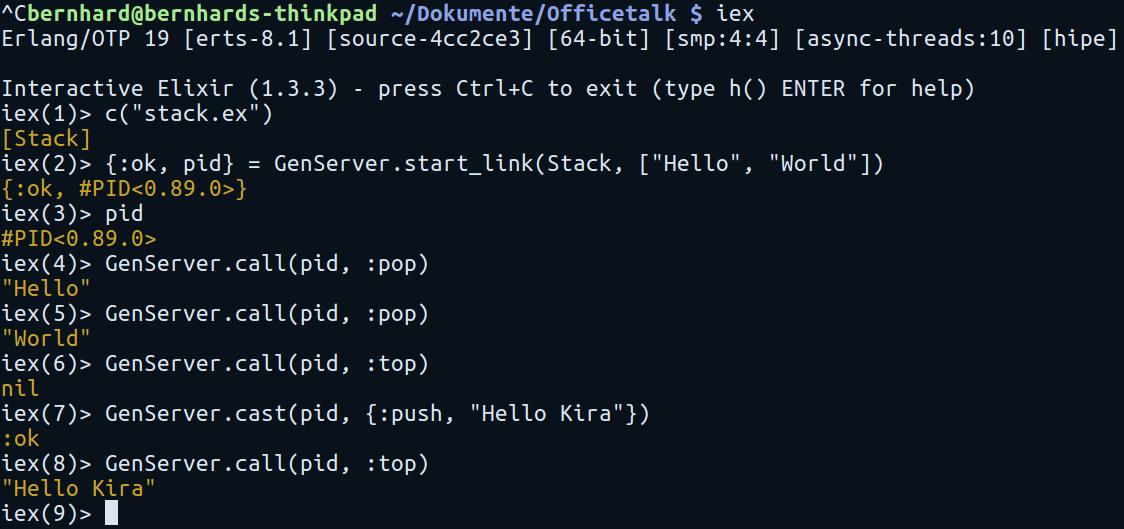 ^Cbernhard@bernhards-thinkpad ~/Dokumente/Officetalk $ iex
Erlang/OTP 19 [erts-8.1] [source-4cc2ce3] [64-bit] [smp:4:4] [async-threads:10] [hipe]
Interactive Elixir (1.3.3) - press Ctrl+C to exit (type h() ENTER for help)
iex(1)> c("stack.ex")
[Stack]
iex(2)> {:ok, pid} = GenServer.start_link(Stack, ["Hello", "World"])
{:ok, #PID<0.89.0>}
iex(3)> pid
#PID<0.89.0>
iex(4)> GenServer.call(pid, :pop)
"Hello"
iex(5)> GenServer.call(pid, :pop)
"World"
iex(6)> GenServer.call(pid, :top)
nil
iex(7)> GenServer.cast(pid, {:push, "Hello Kira"})
:ok
iex(8)> GenServer.call(pid, :top)
"Hello Kira"
iex(9)>